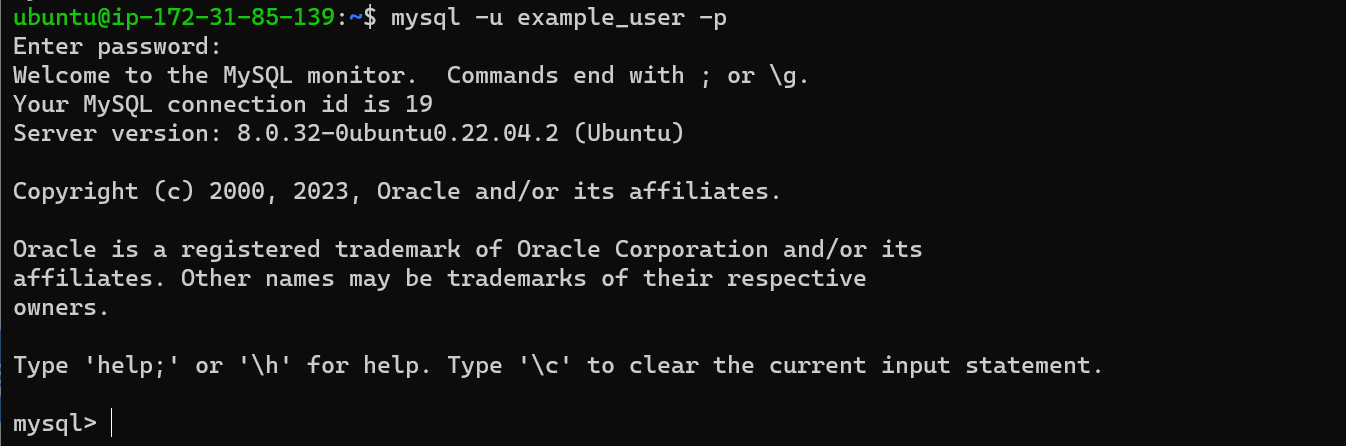 ubuntu@ip-172-31-85-139:~$ mysql -u example_user -p
Enter password:
Welcome to the MySQL monitor.  Commands end with ; or \g.
Your MySQL connection id is 19
Server version: 8.0.32-0ubuntu0.22.04.2 (Ubuntu)
Copyright (c) 2000, 2023, Oracle and/or its affiliates.
Oracle is a registered trademark of Oracle Corporation and/or its
affiliates. Other names may be trademarks of their respective
owners.
Type 'help;' or '\h' for help. Type '\c' to clear the current input statement.
mysql>